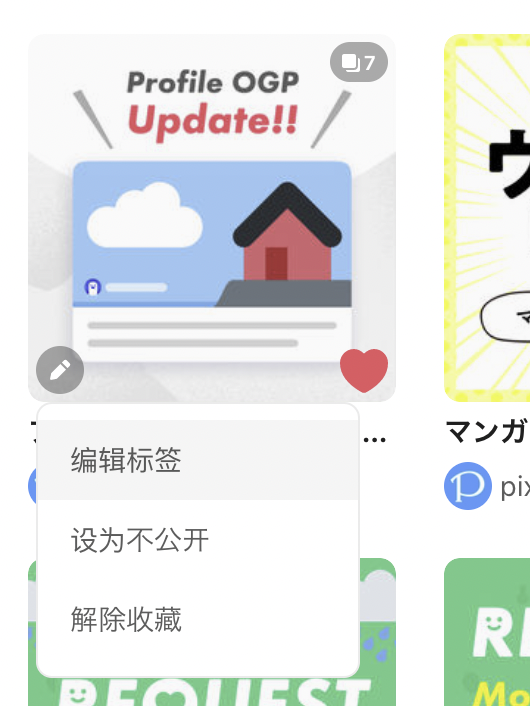 7
Profile OGP
Update!!
ウ
...
マンガ
pix
编辑标签
设为不公开
解除收藏
REQUEST
RE
Mo